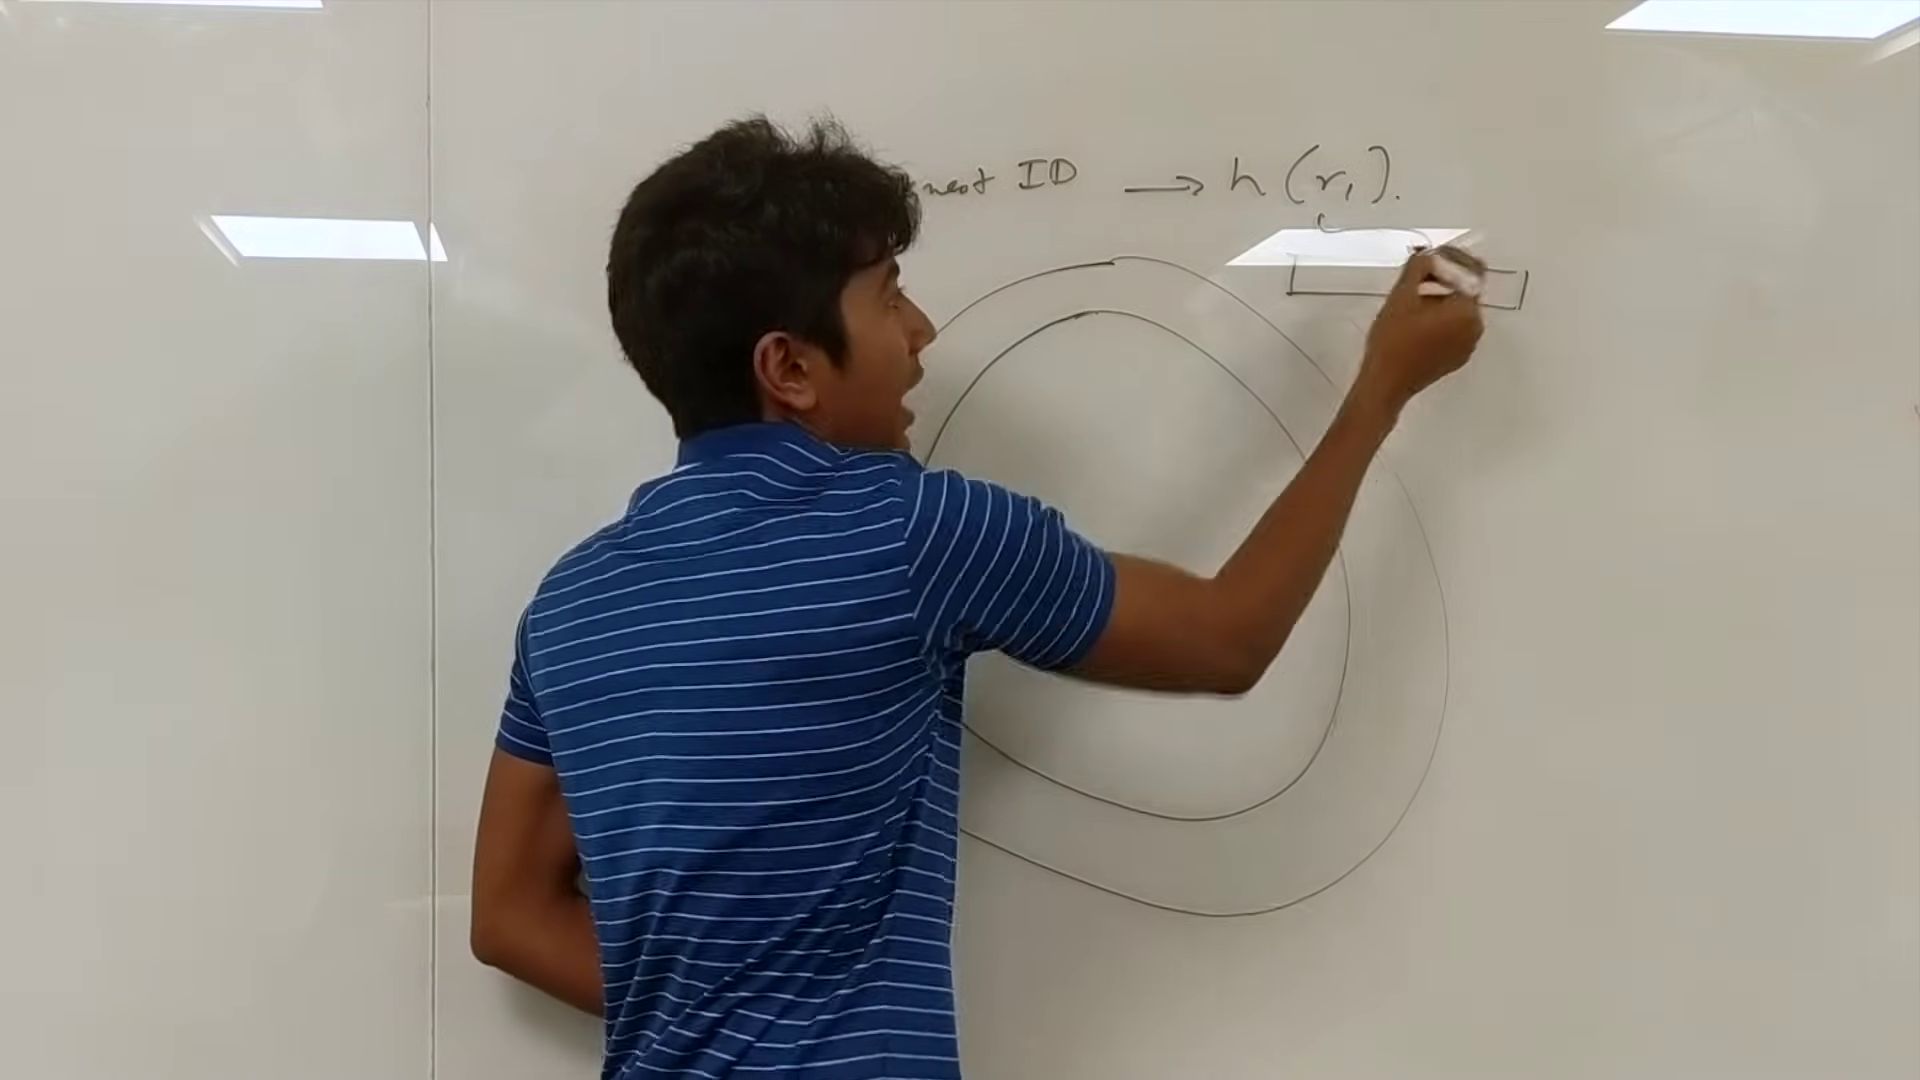 ID → h (r₁).